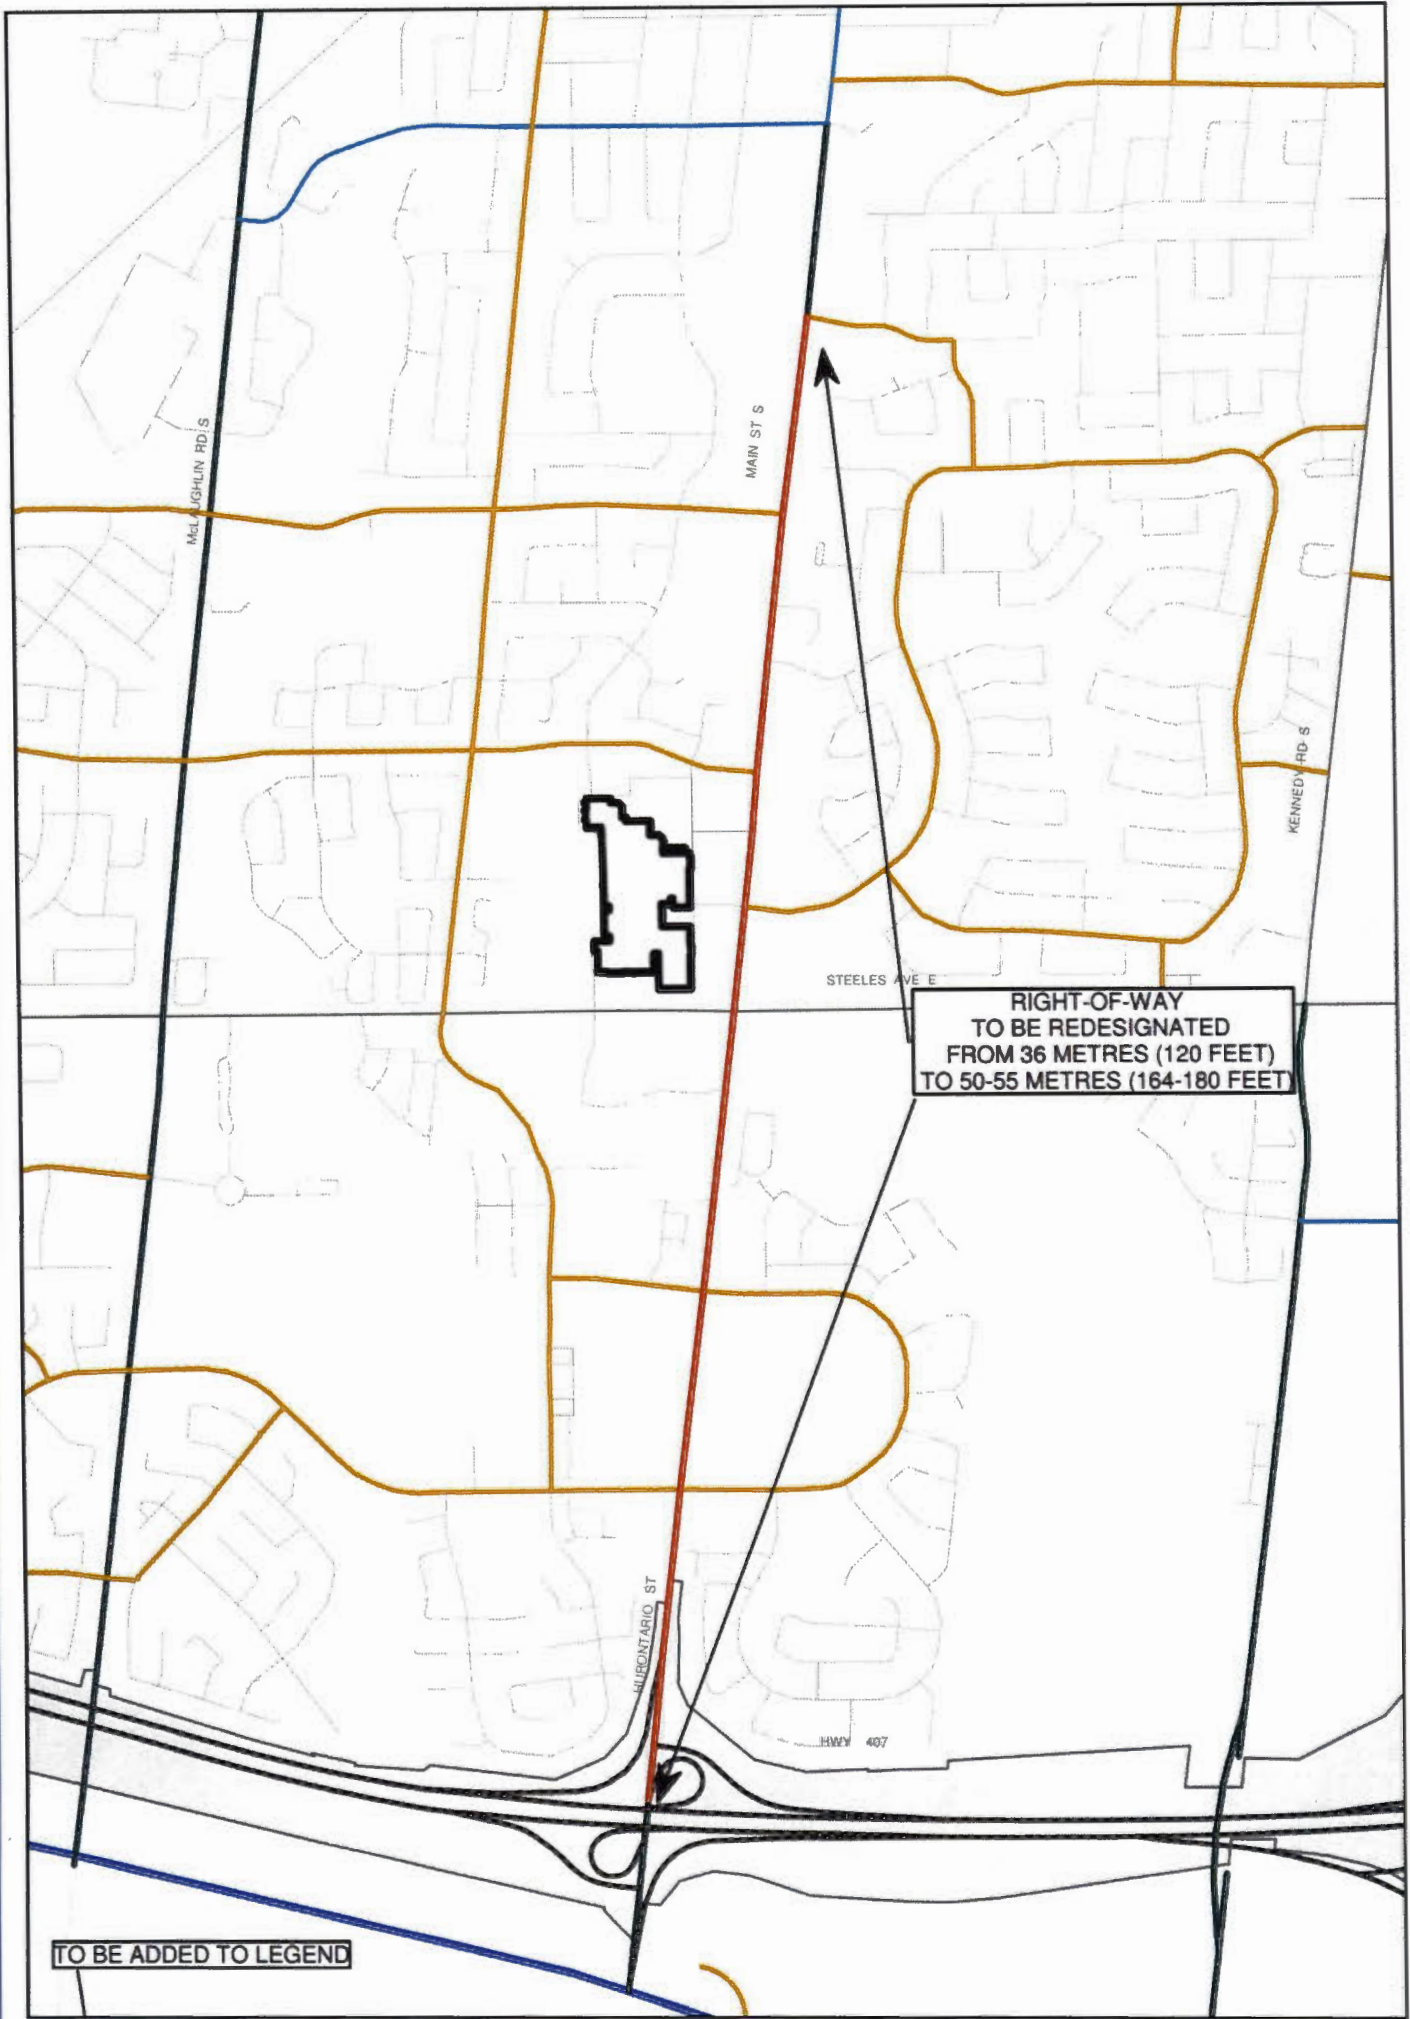 McLAUGHLIN RD S
MAIN ST S
KENNEDY RD S
STEELES AVE E
RIGHT-OF-WAY
TO BE REDESIGNATED
FROM 36 METRES (120 FEET)
TO 50-55 METRES (164-180 FEET)
HURONTARIO ST
HWY 407
TO BE ADDED TO LEGEND